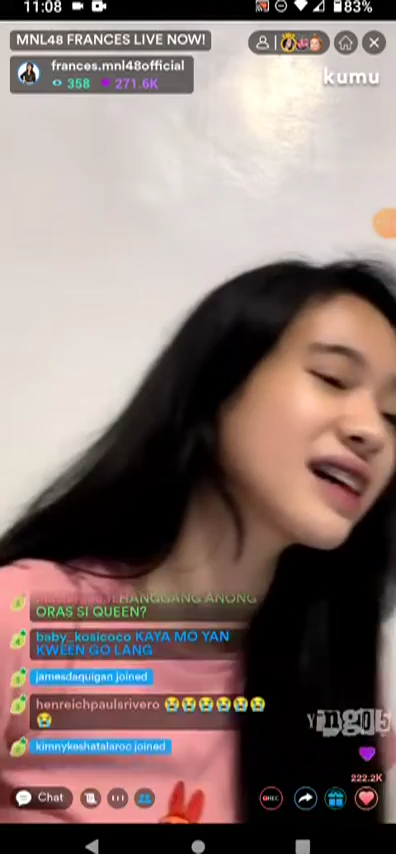 11:08
83%
MNL48 FRANCES LIVE NOW!
frances.mnl48official
358 271.6K
kumu
HANGGANG ANONG
ORAS SI QUEEN?
baby_kosicoco KAYA MO YAN
KWEEN GO LANG
jamesdaquigan joined
henreichpaulsrivero 😭😭😭😭😭😭
😭
kimnykeshatalaroc joined
222.2K
Chat
REC